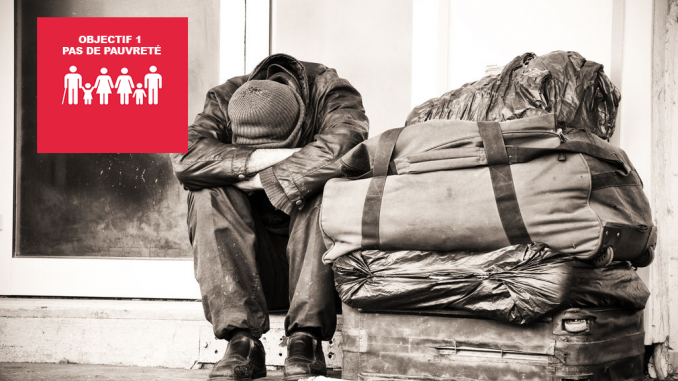 OBJECTIF 1
PAS DE PAUVRETÉ